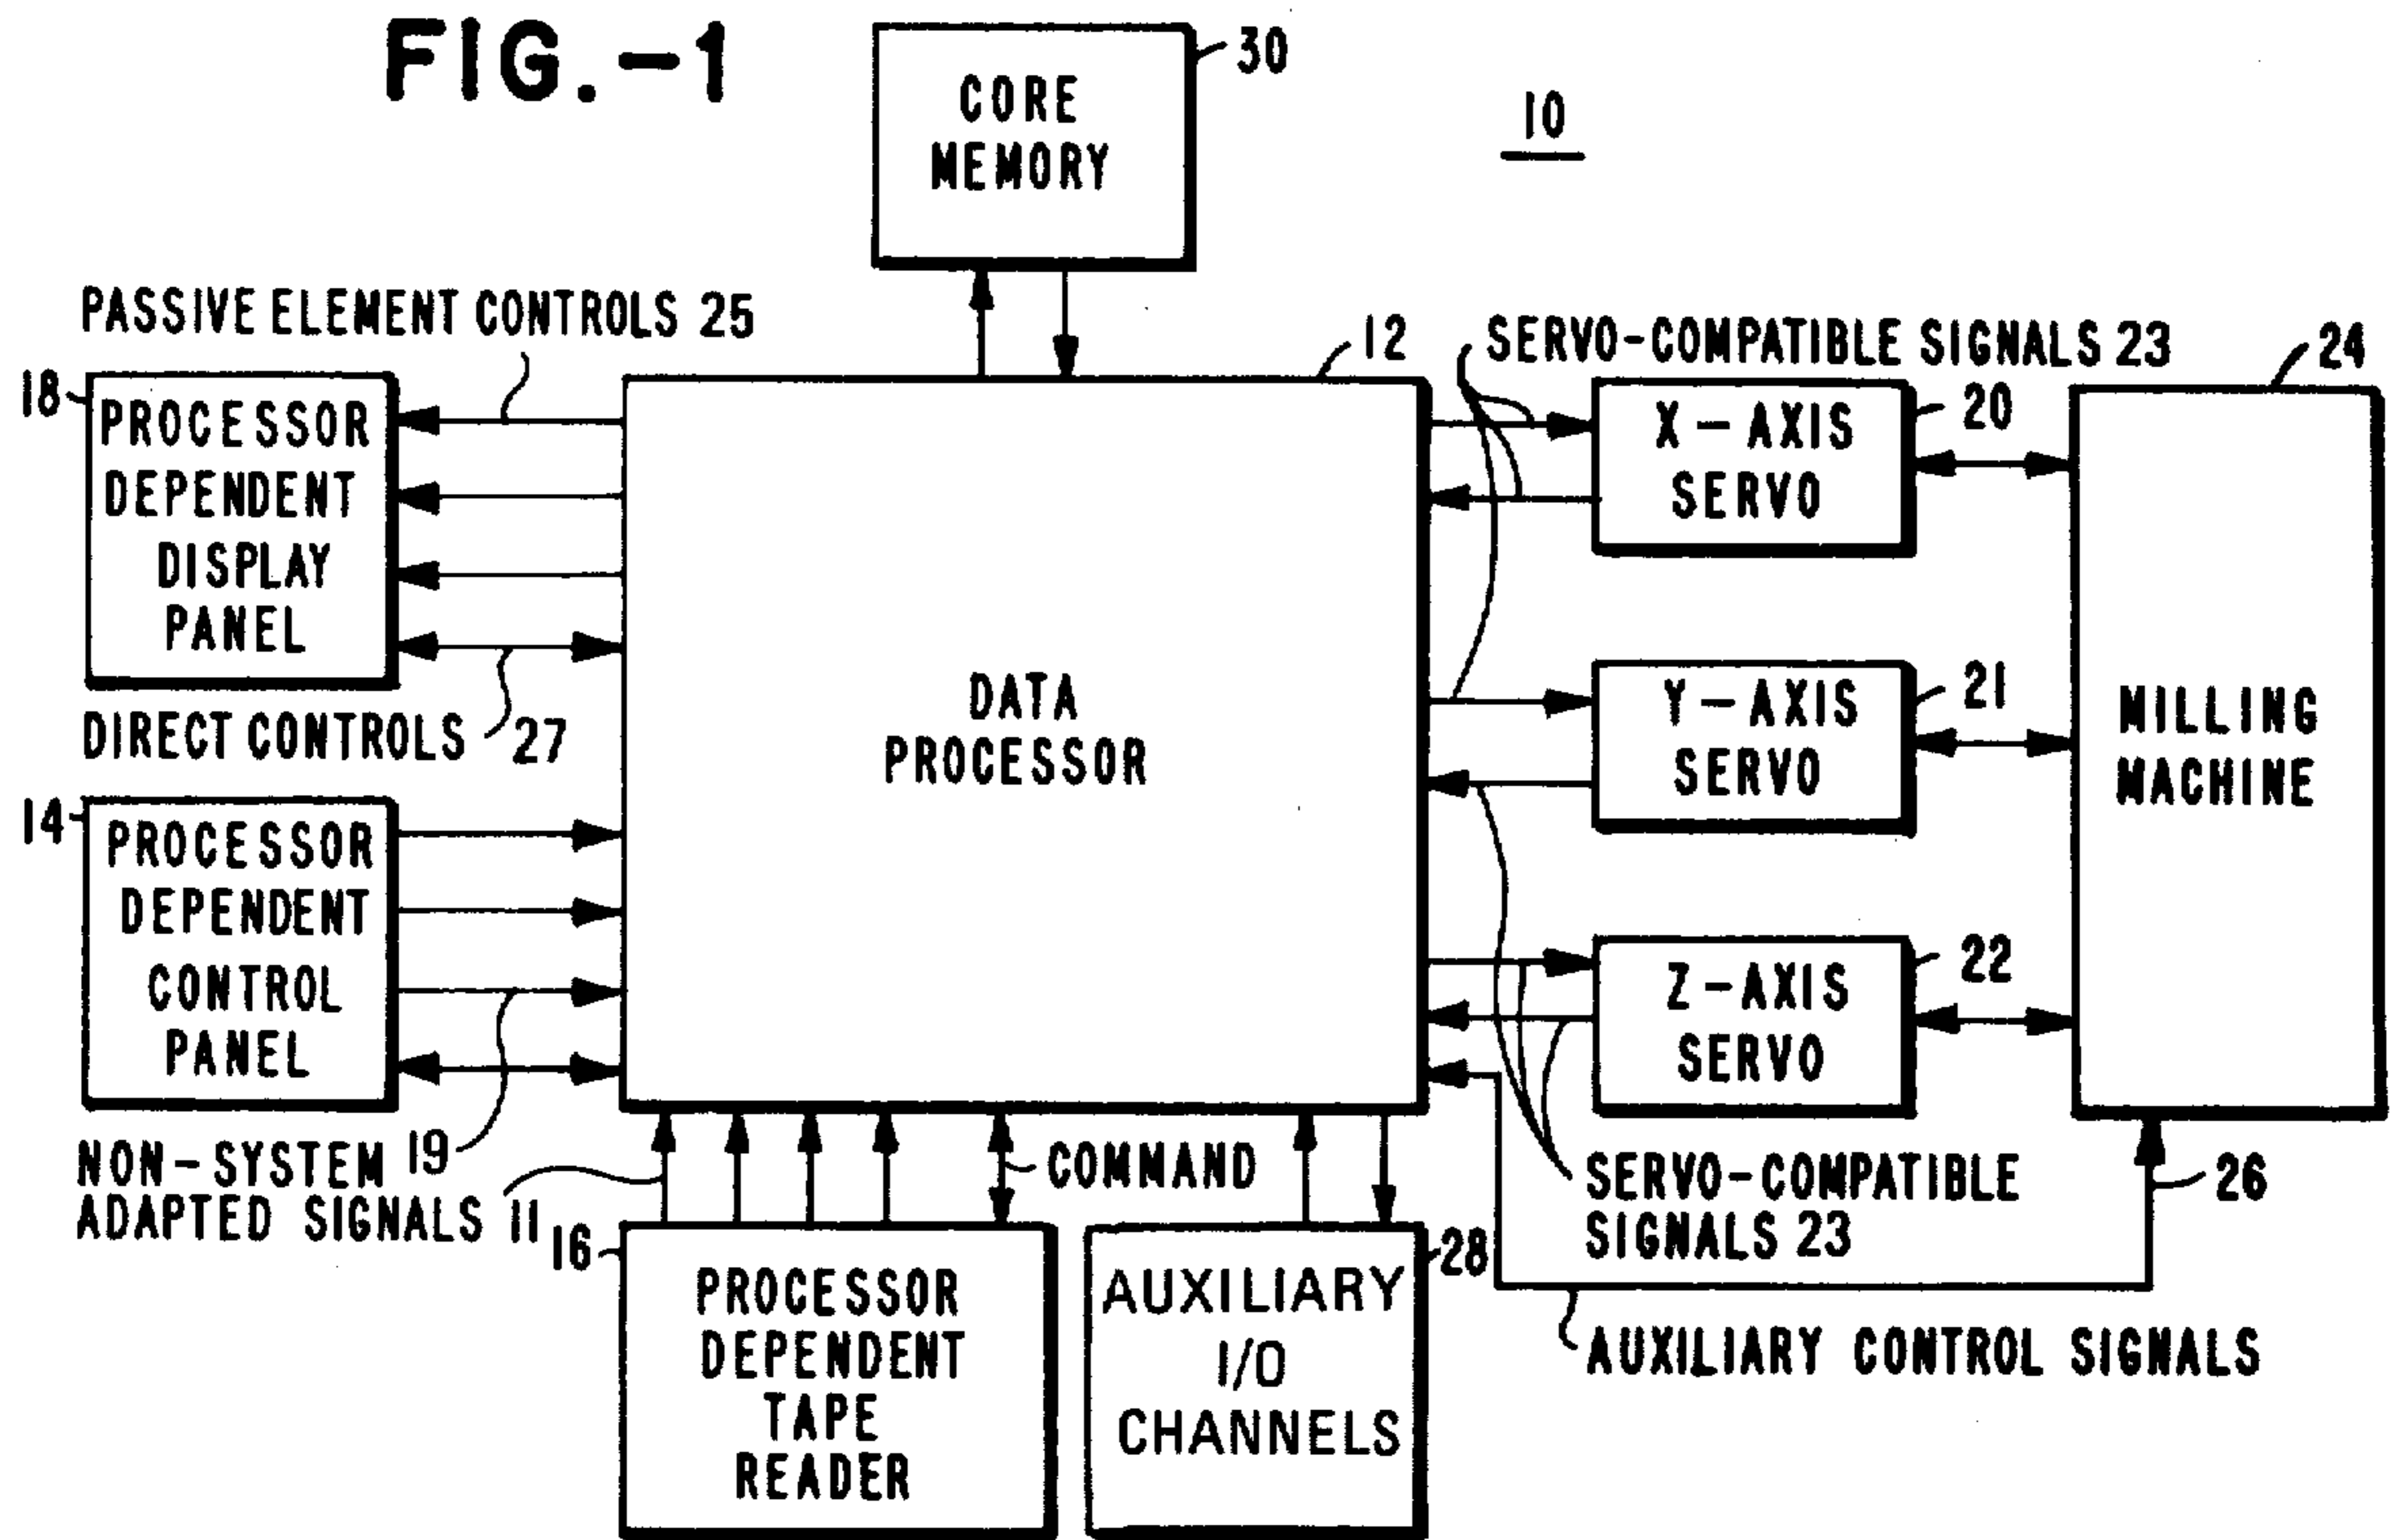 FIG.-1
CORE
MEMORY
30
10
PASSIVE ELEMENT CONTROLS 25
12
SERVO-COMPATIBLE SIGNALS 23
24
18
PROCESSOR
DEPENDENT
DISPLAY
PANEL
X-AXIS
SERVO
20
DIRECT CONTROLS 27
DATA
PROCESSOR
Y-AXIS
SERVO
21
MILLING
MACHINE
14
PROCESSOR
DEPENDENT
CONTROL
PANEL
Z-AXIS
SERVO
22
NON-SYSTEM 19
ADAPTED SIGNALS 11
COMMAND
SERVO-COMPATIBLE
SIGNALS 23
26
16
PROCESSOR
DEPENDENT
TAPE
READER
28
AUXILIARY
I/O
CHANNELS
AUXILIARY CONTROL SIGNALS